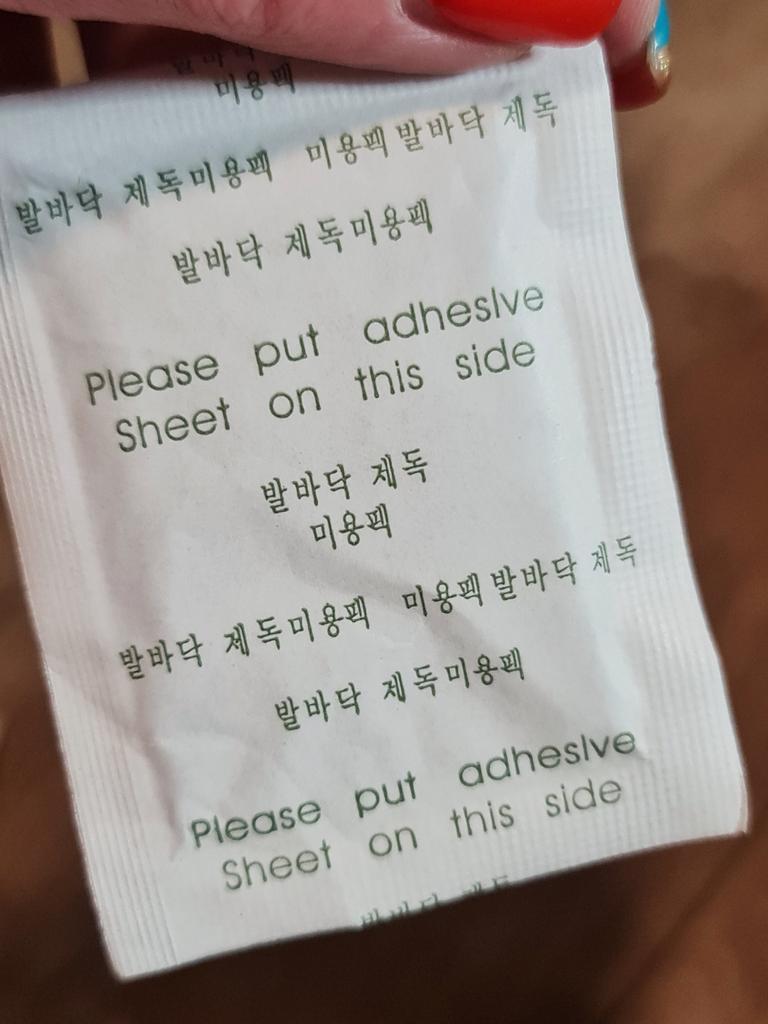 미용팩
발바닥 제독미용팩 미용팩발바닥 제독
발바닥 제독미용팩
Please put adhesIve
Sheet on this side
발바닥 제독
미용팩
발바닥 제독미용팩 미용팩발바닥 제독
발바닥 제독미용팩
Please put adhesIve
Sheet on this side